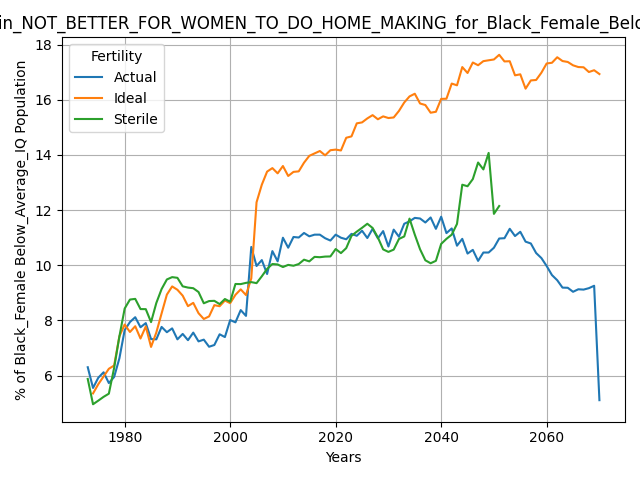 in_NOT_BETTER_FOR_WOMEN_TO_DO_HOME_MAKING_for_Black_Female_Belo
Fertility
Actual
Ideal
Sterile
% of Black_Female Below_Average_IQ Population
18
16
14
12
10
8
6
1980
2000
2020
2040
2060
Years